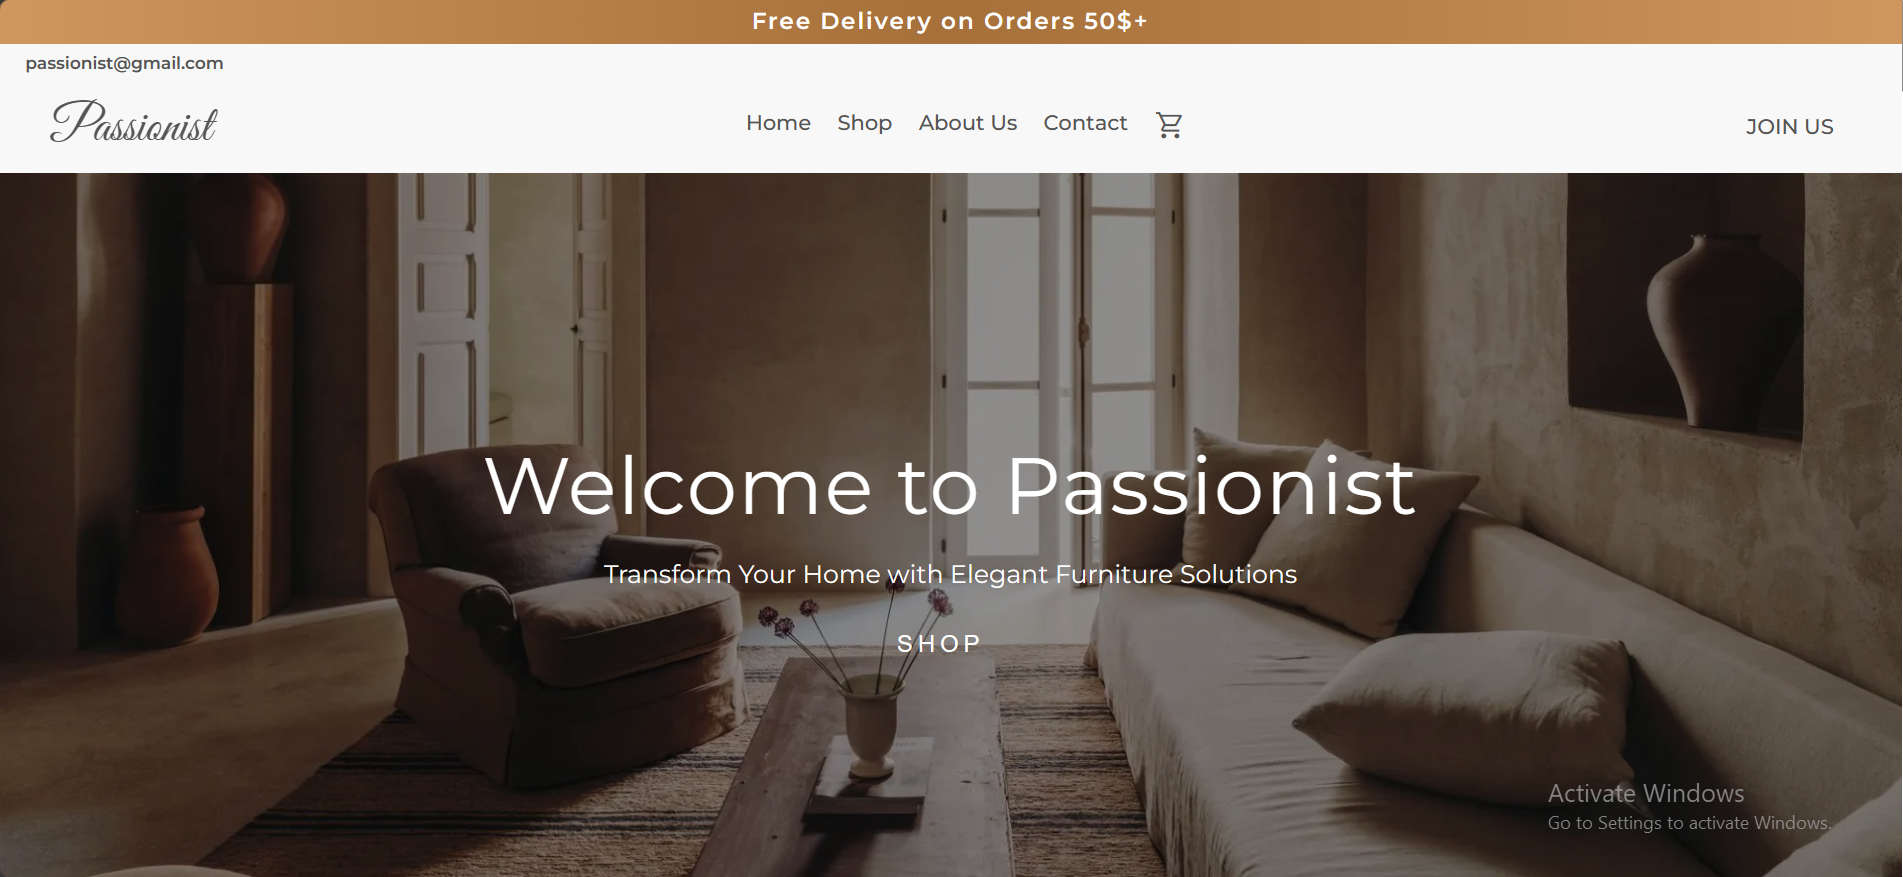 Free Delivery on Orders 50$+
passionist@gmail.com
Passionist
Home Shop About Us Contact
JOIN US
Welcome to Passionist
Transform Your Home with Elegant Furniture Solutions
SHOP
Activate Windows
Go to Settings to activate Windows.